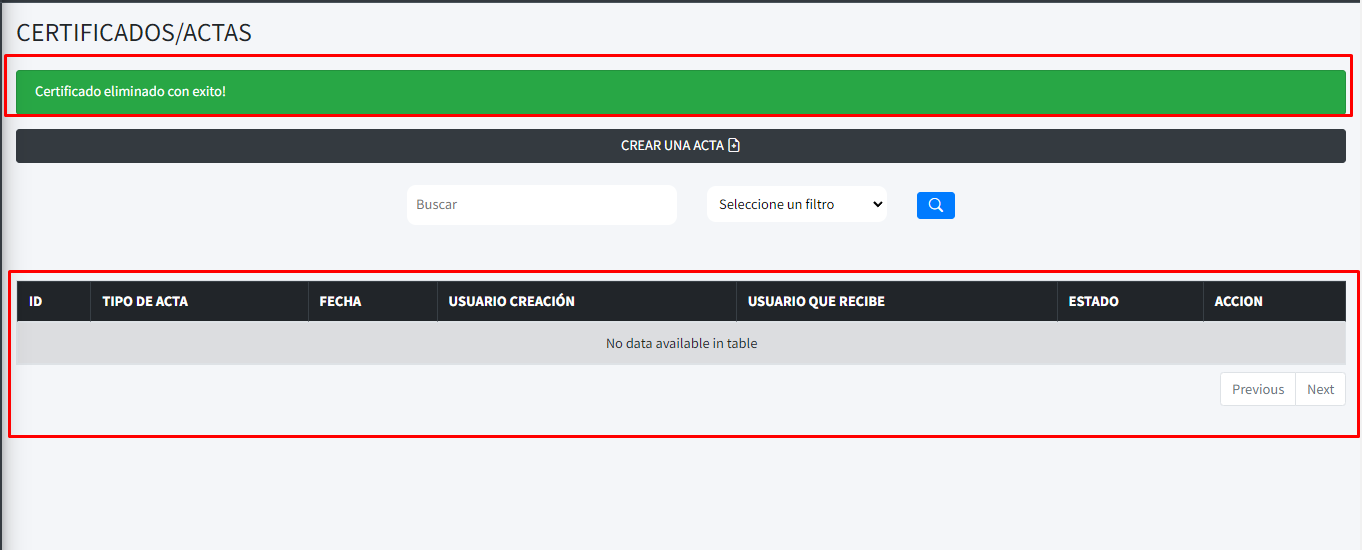 CERTIFICADOS/ACTAS
Certificado eliminado con exito!
CREAR UNA ACTA
Buscar Seleccione un filtro
ID TIPO DE ACTA FECHA USUARIO CREACIÓN USUARIO QUE RECIBE ESTADO ACCION
No data available in table
Previous Next